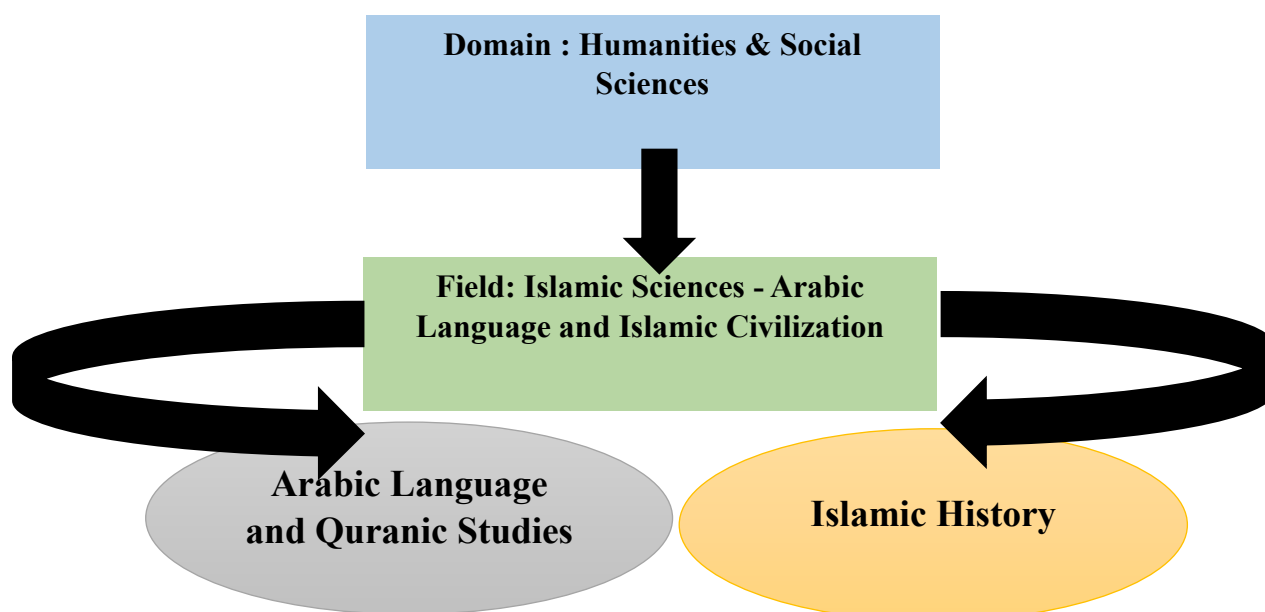 Domain : Humanities & Social
Sciences
Field: Islamic Sciences - Arabic
Language and Islamic Civilization
Arabic Language
and Quranic Studies
Islamic History